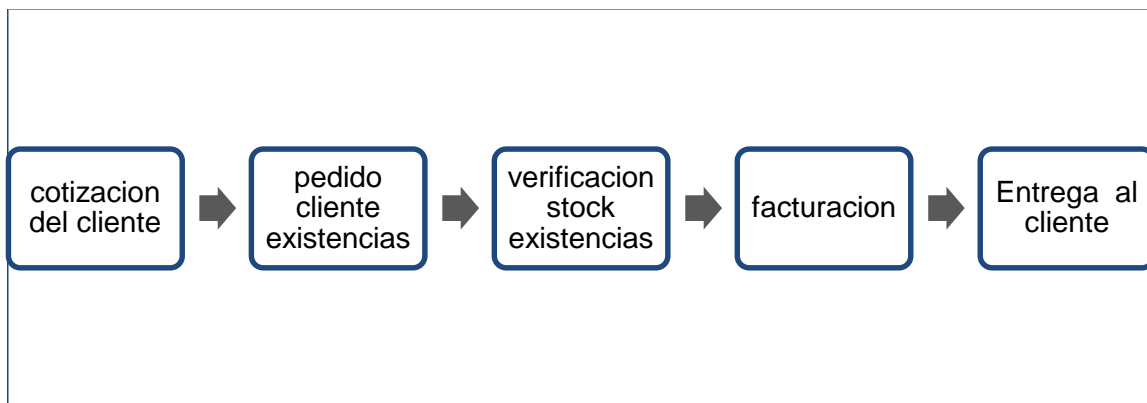 cotizacion
del cliente
pedido
cliente
existencias
verificacion
stock
existencias
facturacion
Entrega al
cliente